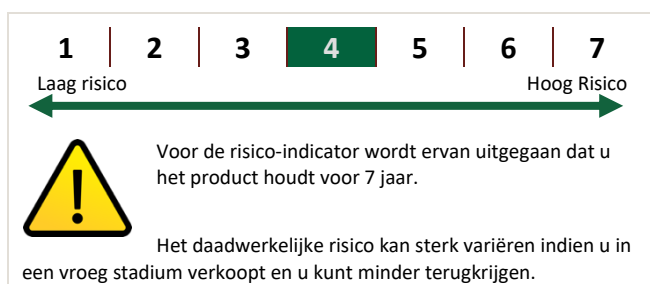 1 2 3 4 5 6 7
Laag risico Hoog Risico
Voor de risico-indicator wordt ervan uitgegaan dat u
het product houdt voor 7 jaar.
Het daadwerkelijke risico kan sterk variëren indien u in
een vroeg stadium verkoopt en u kunt minder terugkrijgen.